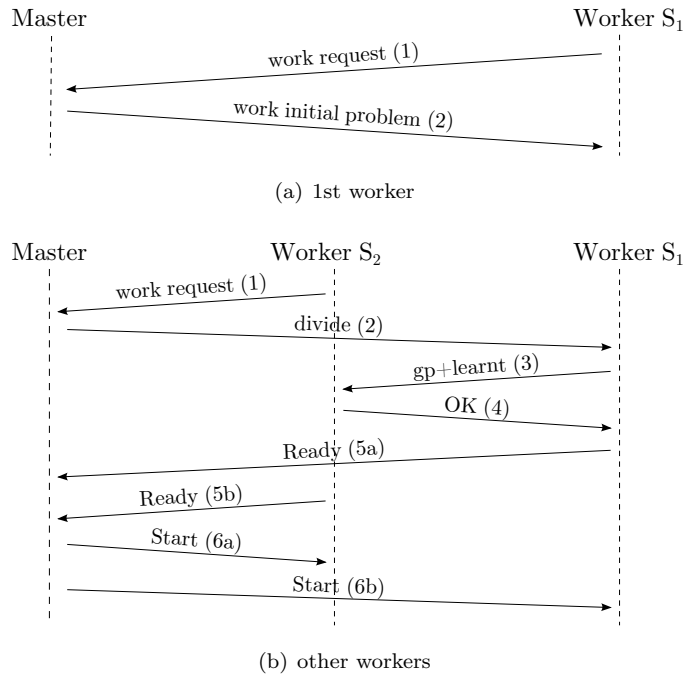 Master Worker S₁
work request (1)
work initial problem (2)
(a) 1st worker
Master Worker S₂ Worker S₁
work request (1)
divide (2)
gp+learnt (3)
OK (4)
Ready (5a)
Ready (5b)
Start (6a)
Start (6b)
(b) other workers